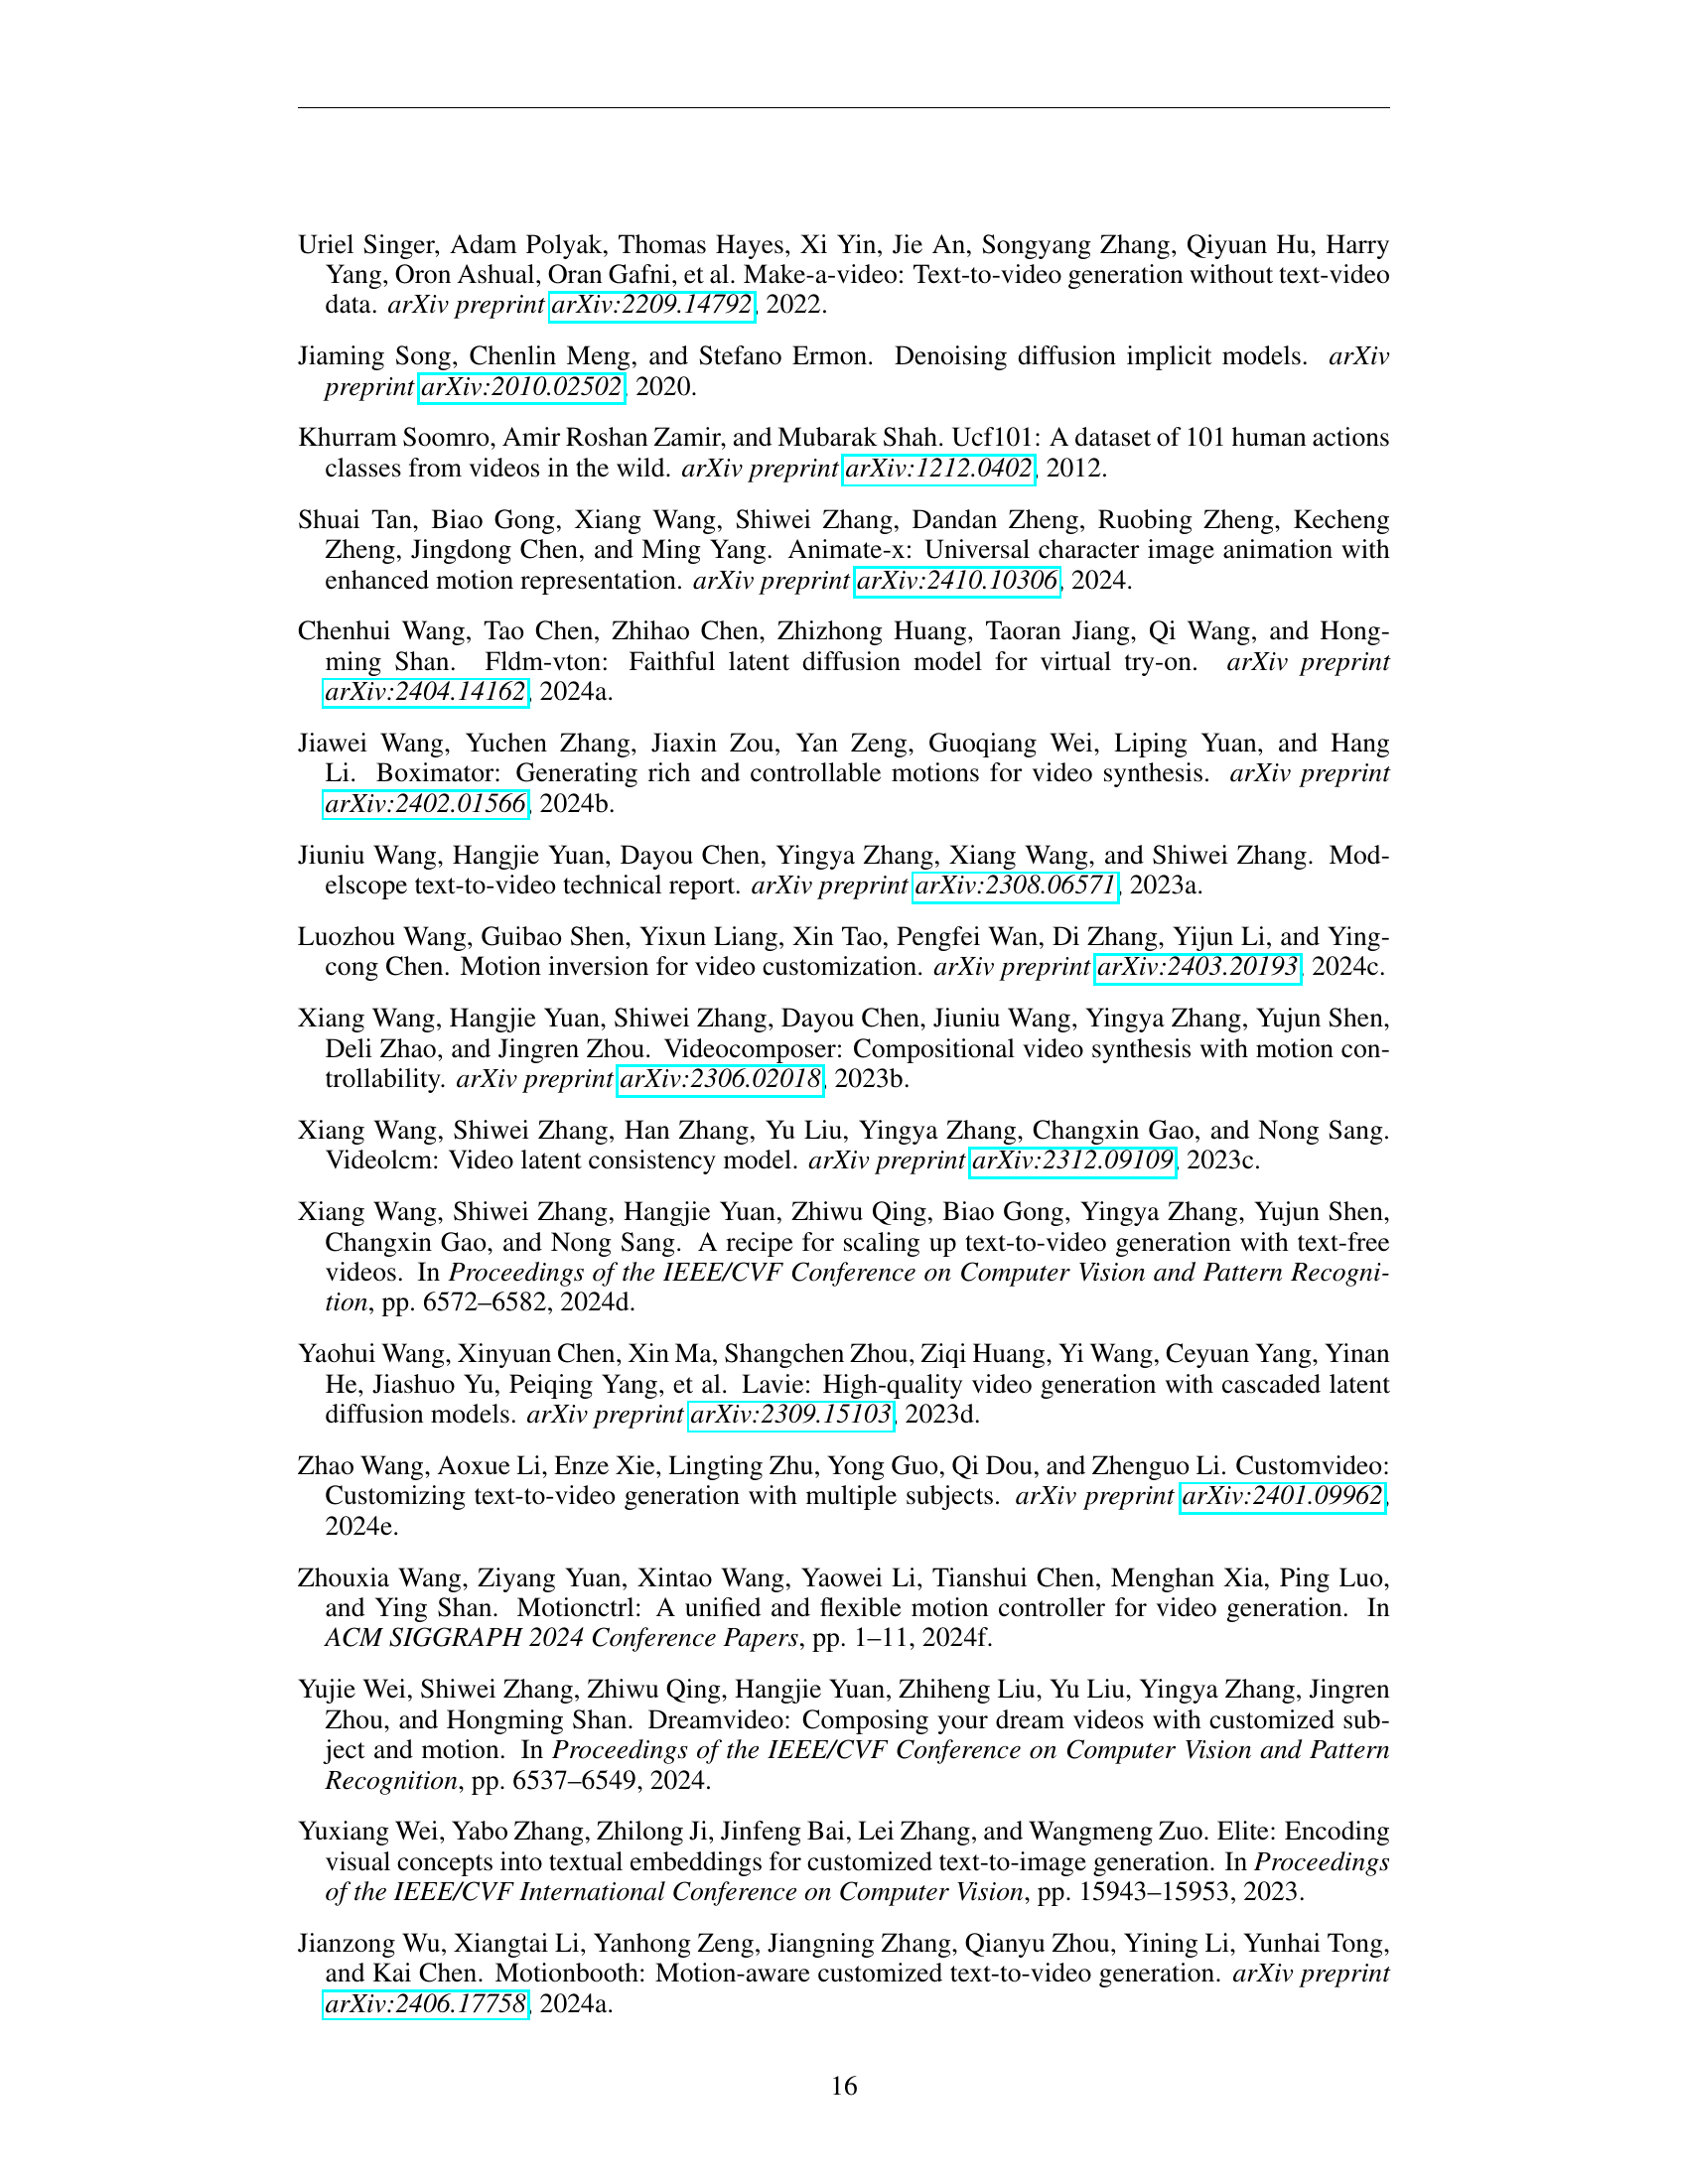 Uriel Singer, Adam Polyak, Thomas Hayes, Xi Yin, Jie An, Songyang Zhang, Qiyuan Hu, Harry
Yang, Oron Ashual, Oran Gafni, et al. Make-a-video: Text-to-video generation without text-video
data. arXiv preprint arXiv:2209.14792, 2022.
Jiaming Song, Chenlin Meng, and Stefano Ermon. Denoising diffusion implicit models. arXiv
preprint arXiv:2010.02502, 2020.
Khurram Soomro, Amir Roshan Zamir, and Mubarak Shah. Ucf101: A dataset of 101 human actions
classes from videos in the wild. arXiv preprint arXiv:1212.0402, 2012.
Shuai Tan, Biao Gong, Xiang Wang, Shiwei Zhang, Dandan Zheng, Ruobing Zheng, Kecheng
Zheng, Jingdong Chen, and Ming Yang. Animate-x: Universal character image animation with
enhanced motion representation. arXiv preprint arXiv:2410.10306, 2024.
Chenhui Wang, Tao Chen, Zhihao Chen, Zhizhong Huang, Taoran Jiang, Qi Wang, and Hong-
ming Shan. Fldm-vton: Faithful latent diffusion model for virtual try-on. arXiv preprint
arXiv:2404.14162, 2024a.
Jiawei Wang, Yuchen Zhang, Jiaxin Zou, Yan Zeng, Guoqiang Wei, Liping Yuan, and Hang
Li. Boximator: Generating rich and controllable motions for video synthesis. arXiv preprint
arXiv:2402.01566, 2024b.
Jiuniu Wang, Hangjie Yuan, Dayou Chen, Yingya Zhang, Xiang Wang, and Shiwei Zhang. Mod-
elscope text-to-video technical report. arXiv preprint arXiv:2308.06571, 2023a.
Luozhou Wang, Guibao Shen, Yixun Liang, Xin Tao, Pengfei Wan, Di Zhang, Yijun Li, and Ying-
cong Chen. Motion inversion for video customization. arXiv preprint arXiv:2403.20193, 2024c.
Xiang Wang, Hangjie Yuan, Shiwei Zhang, Dayou Chen, Jiuniu Wang, Yingya Zhang, Yujun Shen,
Deli Zhao, and Jingren Zhou. Videocomposer: Compositional video synthesis with motion con-
trollability. arXiv preprint arXiv:2306.02018, 2023b.
Xiang Wang, Shiwei Zhang, Han Zhang, Yu Liu, Yingya Zhang, Changxin Gao, and Nong Sang.
Videolcm: Video latent consistency model. arXiv preprint arXiv:2312.09109, 2023c.
Xiang Wang, Shiwei Zhang, Hangjie Yuan, Zhiwu Qing, Biao Gong, Yingya Zhang, Yujun Shen,
Changxin Gao, and Nong Sang. A recipe for scaling up text-to-video generation with text-free
videos. In Proceedings of the IEEE/CVF Conference on Computer Vision and Pattern Recogni-
tion, pp. 6572–6582, 2024d.
Yaohui Wang, Xinyuan Chen, Xin Ma, Shangchen Zhou, Ziqi Huang, Yi Wang, Ceyuan Yang, Yinan
He, Jiashuo Yu, Peiqing Yang, et al. Lavie: High-quality video generation with cascaded latent
diffusion models. arXiv preprint arXiv:2309.15103, 2023d.
Zhao Wang, Aoxue Li, Enze Xie, Lingting Zhu, Yong Guo, Qi Dou, and Zhenguo Li. Customvideo:
Customizing text-to-video generation with multiple subjects. arXiv preprint arXiv:2401.09962,
2024e.
Zhouxia Wang, Ziyang Yuan, Xintao Wang, Yaowei Li, Tianshui Chen, Menghan Xia, Ping Luo,
and Ying Shan. Motionctrl: A unified and flexible motion controller for video generation. In
ACM SIGGRAPH 2024 Conference Papers, pp. 1–11, 2024f.
Yujie Wei, Shiwei Zhang, Zhiwu Qing, Hangjie Yuan, Zhiheng Liu, Yu Liu, Yingya Zhang, Jingren
Zhou, and Hongming Shan. Dreamvideo: Composing your dream videos with customized sub-
ject and motion. In Proceedings of the IEEE/CVF Conference on Computer Vision and Pattern
Recognition, pp. 6537–6549, 2024.
Yuxiang Wei, Yabo Zhang, Zhilong Ji, Jinfeng Bai, Lei Zhang, and Wangmeng Zuo. Elite: Encoding
visual concepts into textual embeddings for customized text-to-image generation. In Proceedings
of the IEEE/CVF International Conference on Computer Vision, pp. 15943–15953, 2023.
Jianzong Wu, Xiangtai Li, Yanhong Zeng, Jiangning Zhang, Qianyu Zhou, Yining Li, Yunhai Tong,
and Kai Chen. Motionbooth: Motion-aware customized text-to-video generation. arXiv preprint
arXiv:2406.17758, 2024a.
16